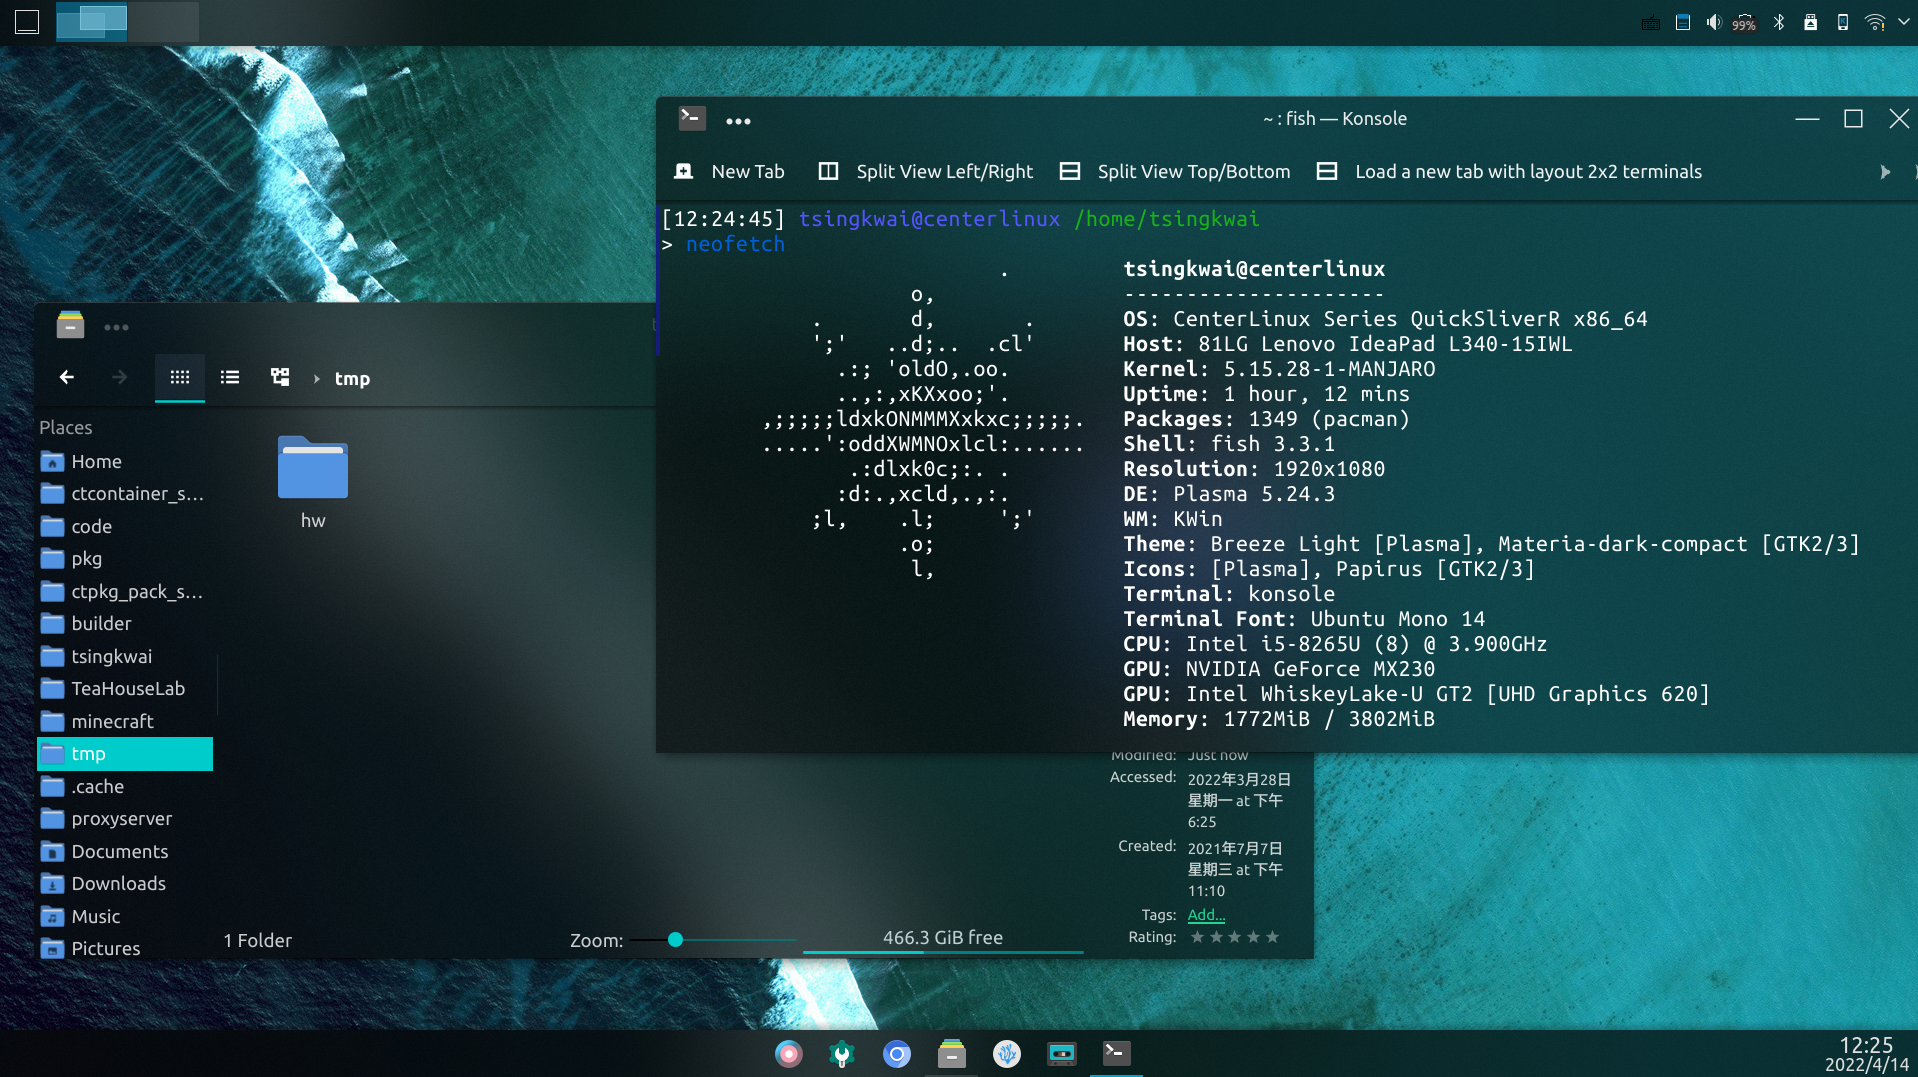 99%
~ : fish — Konsole
New Tab
Split View Left/Right
Split View Top/Bottom
Load a new tab with layout 2x2 terminals
[12:24:45] tsingkwai@centerlinux /home/tsingkwai
> neofetch
                           .
                    o,
            .       d,       .
            ';'   ..d;..  .cl'
              .:; 'oldO,.oo.
              ..,:,xKXxoo;'.
        ,;;;;;ldxkONMMMXxkxc;;;;;.
        .....':oddXWMNOxlcl:......
               .:dlxk0c;:. .
              :d:.,xcld,.,:.
            ;l,    .l;     ';'
                   .o;
                    l,
tsingkwai@centerlinux
---------------------
OS: CenterLinux Series QuickSliverR x86_64
Host: 81LG Lenovo IdeaPad L340-15IWL
Kernel: 5.15.28-1-MANJARO
Uptime: 1 hour, 12 mins
Packages: 1349 (pacman)
Shell: fish 3.3.1
Resolution: 1920x1080
DE: Plasma 5.24.3
WM: KWin
Theme: Breeze Light [Plasma], Materia-dark-compact [GTK2/3]
Icons: [Plasma], Papirus [GTK2/3]
Terminal: konsole
Terminal Font: Ubuntu Mono 14
CPU: Intel i5-8265U (8) @ 3.900GHz
GPU: NVIDIA GeForce MX230
GPU: Intel WhiskeyLake-U GT2 [UHD Graphics 620]
Memory: 1772MiB / 3802MiB
tmp
Places
Home
ctcontainer_s...
code
pkg
ctpkg_pack_s...
builder
tsingkwai
TeaHouseLab
minecraft
tmp
.cache
proxyserver
Documents
Downloads
Music
Pictures
hw
1 Folder
Zoom:
466.3 GiB free
Modified: Just now
Accessed: 2022年3月28日
星期一 at 下午
6:25
Created: 2021年7月7日
星期三 at 下午
11:10
Tags: Add...
Rating:
12:25
2022/4/14